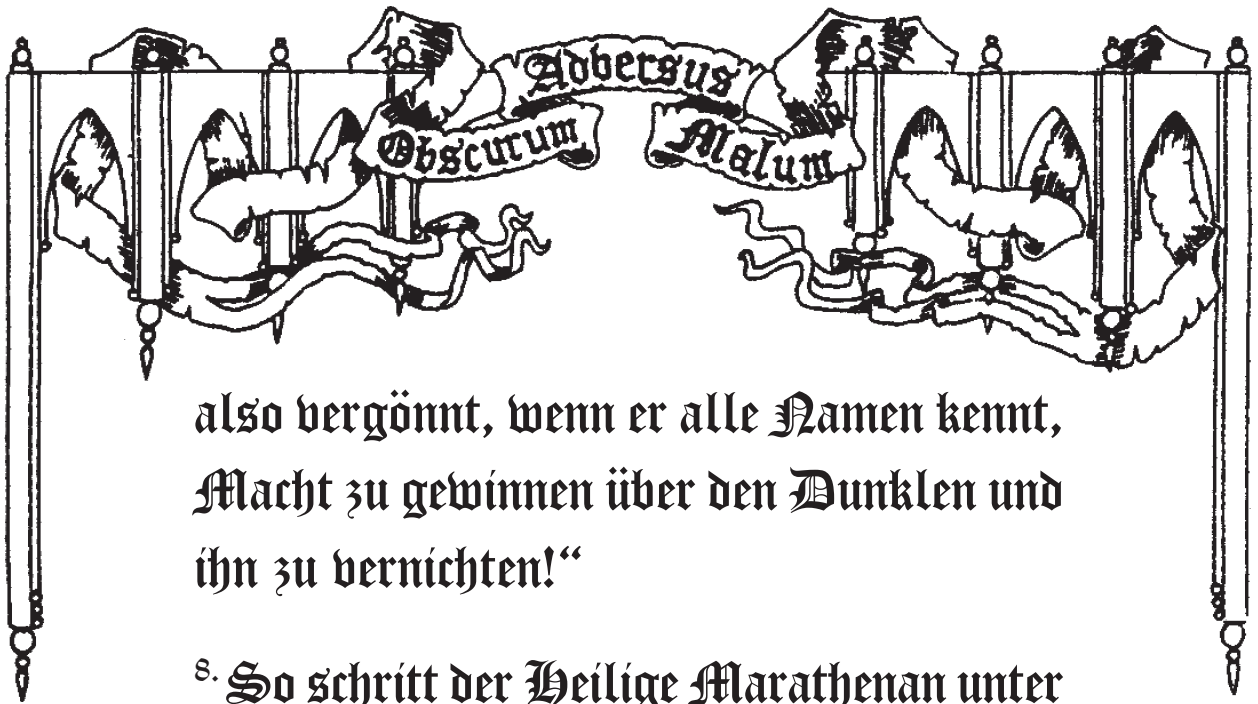 Adversus
Obscurum Malum
also vergönnt, wenn er alle Namen kennt,
Macht zu gewinnen über den Dunklen und
ihn zu vernichten!“
8. So schritt der Heilige Marathenan unter